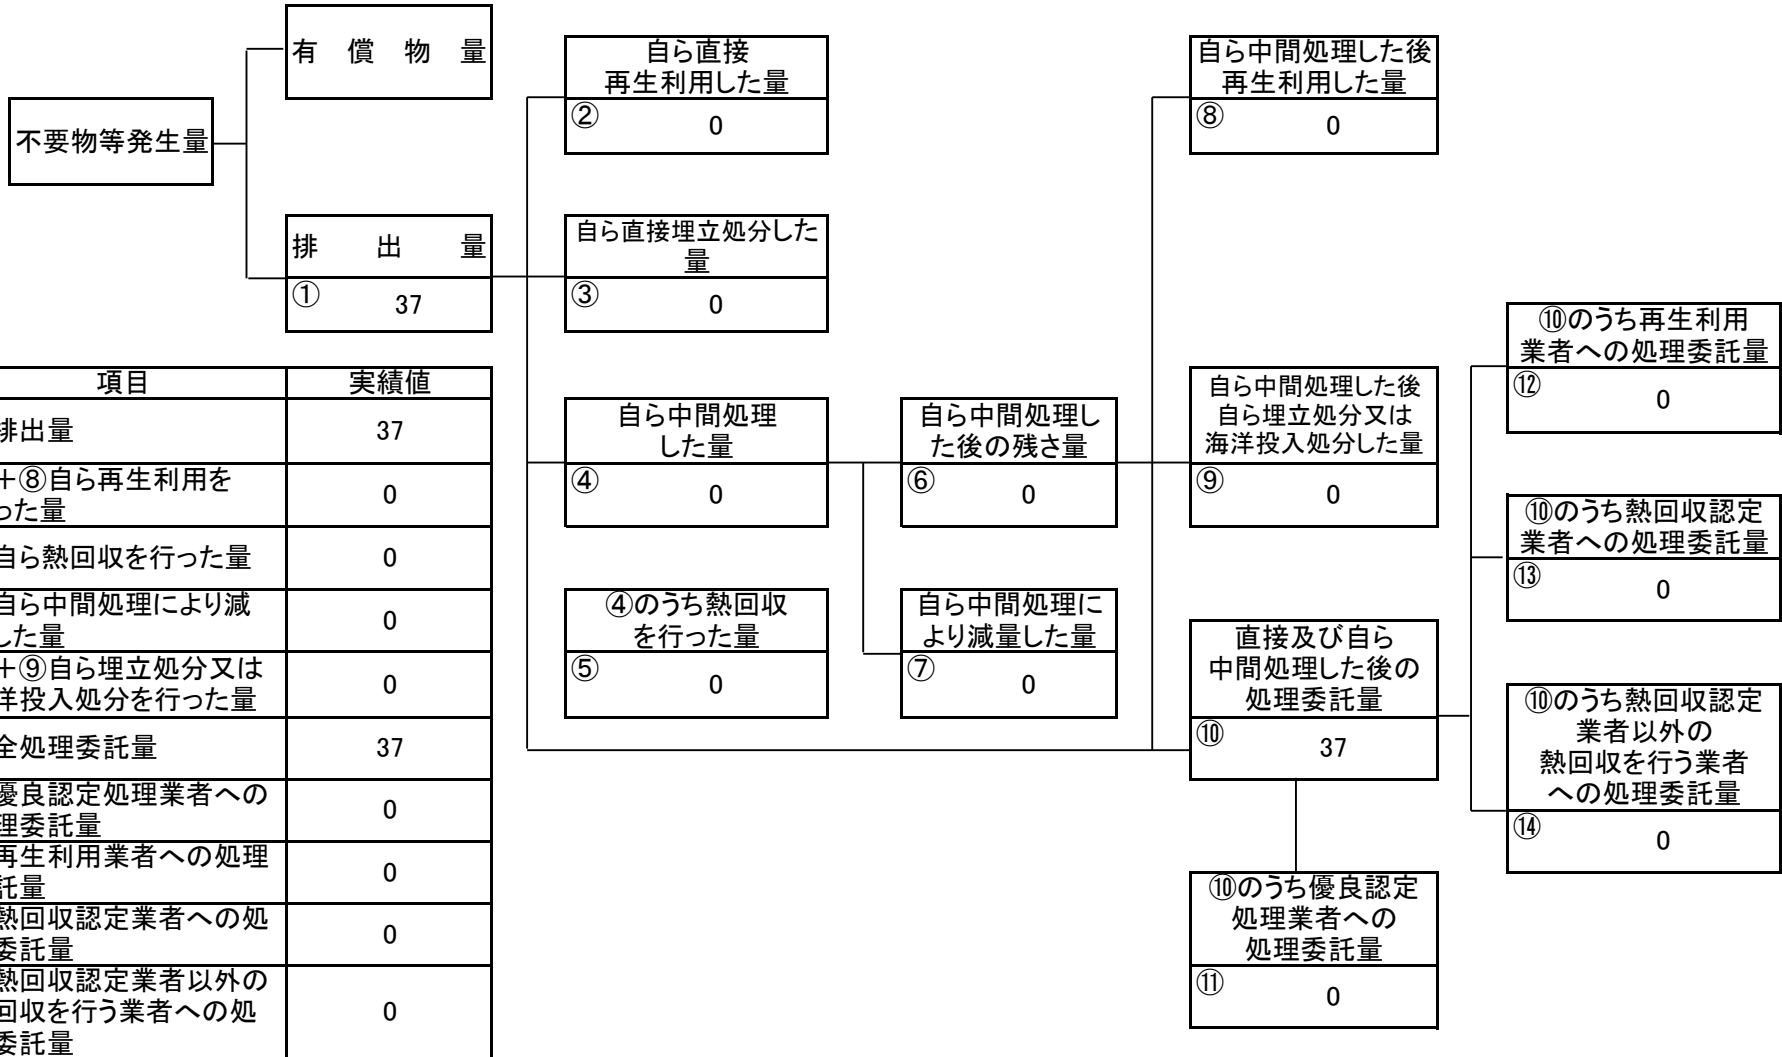 有償物量
不要物等発生量
排出量
① 37
自ら直接
再生利用した量
② 0
自ら直接埋立処分した
量
③ 0
自ら中間処理
した量
④ 0
④のうち熱回収
を行った量
⑤ 0
自ら中間処理し
た後の残さ量
⑥ 0
自ら中間処理に
より減量した量
⑦ 0
自ら中間処理した後
再生利用した量
⑧ 0
自ら中間処理した後
自ら埋立処分又は
海洋投入処分した量
⑨ 0
直接及び自ら
中間処理した後の
処理委託量
⑩ 37
⑩のうち優良認定
処理業者への
処理委託量
⑪ 0
⑩のうち再生利用
業者への処理委託量
⑫ 0
⑩のうち熱回収認定
業者への処理委託量
⑬ 0
⑩のうち熱回収認定
業者以外の
熱回収を行う業者
への処理委託量
⑭ 0
項目 実績値
排出量 37
+⑧自ら再生利用を
った量 0
自ら熱回収を行った量 0
自ら中間処理により減
した量 0
+⑨自ら埋立処分又は
洋投入処分を行った量 0
全処理委託量 37
優良認定処理業者への
理委託量 0
再生利用業者への処理
託量 0
熱回収認定業者への処
委託量 0
熱回収認定業者以外の
回収を行う業者への処
委託量 0